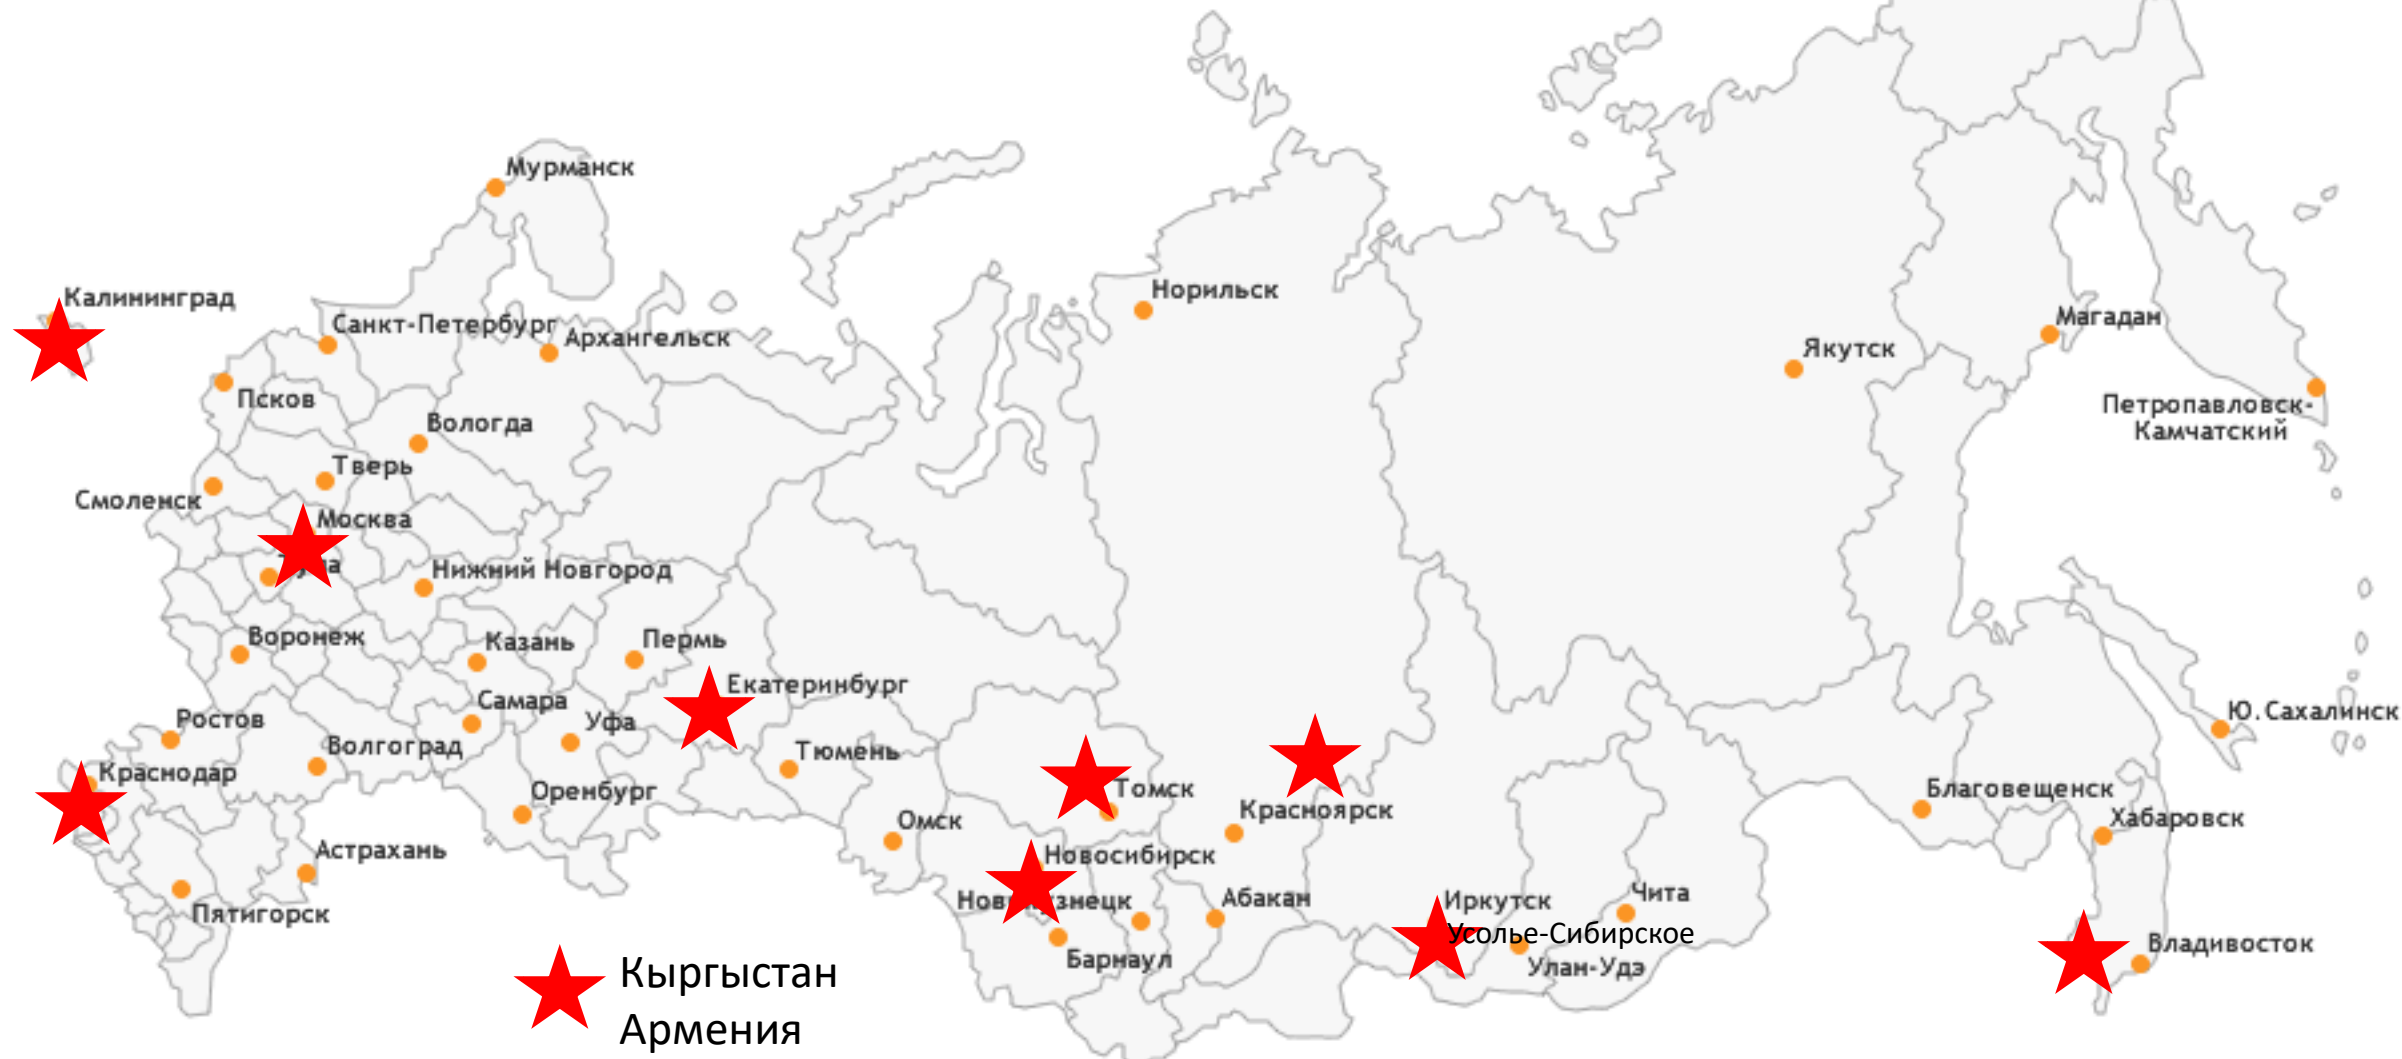 Мурманск
Норильск
Калининград
Санкт-Петербург
Архангельск
Магадан
Якутск
Псков
Петропавловск-
Камчатский
Вологда
Тверь
Смоленск
Москва
Нижний Новгород
Воронеж
Казань
Пермь
Екатеринбург
Самара
Ростов
Уфа
Ю.Сахалинск
Волгоград
Тюмень
Краснодар
Оренбург
Томск
Благовещенск
Красноярск
Омск
Хабаровск
Астрахань
Новосибирск
Абакан
Чита
Иркутск
Усолье-Сибирское
Пятигорск
Владивосток
Барнаул
Улан-Удэ
Кыргыстан
Армения